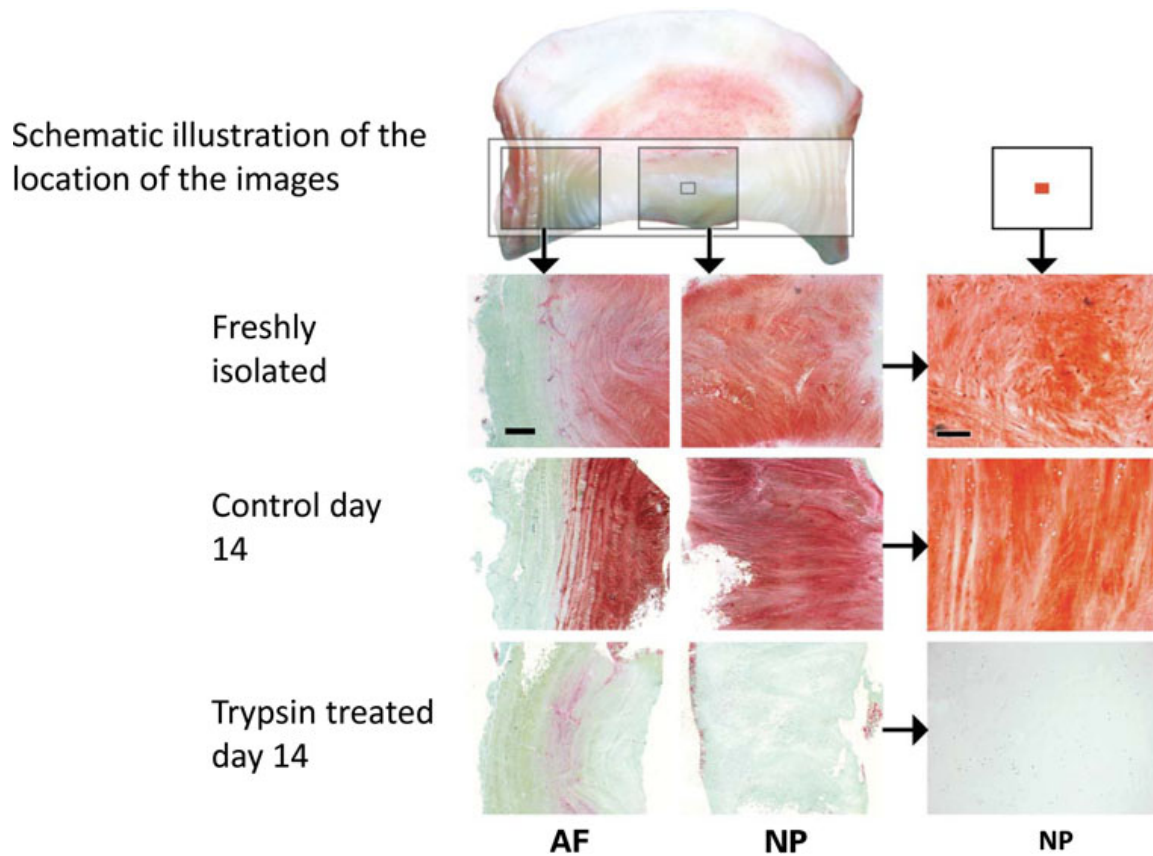 Schematic illustration of the
location of the images
Freshly
isolated
Control day
14
Trypsin treated
day 14
AF
NP
NP